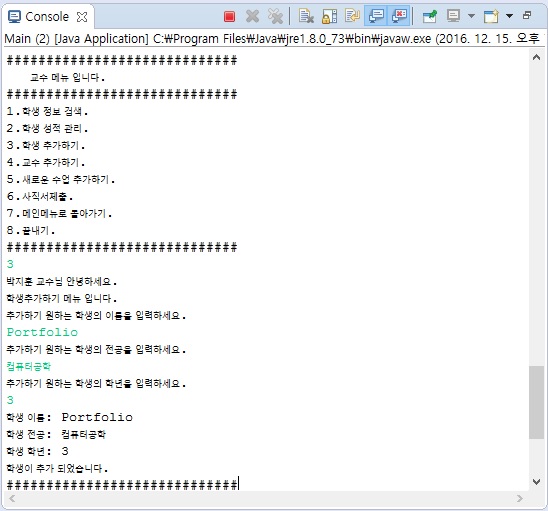 Console
Main (2) [Java Application] C:₩Program Files₩Java₩jre1.8.0_73₩bin₩javaw.exe (2016. 12. 15. 오후
#############################
교수 메뉴 입니다.
#############################
1.학생 정보 검색.
2.학생 성적 관리.
3.학생 추가하기.
4.교수 추가하기.
5.새로운 수업 추가하기.
6.사직서제출.
7.메인메뉴로 돌아가기.
8.끝내기.
#############################
3
박지훈 교수님 안녕하세요.
학생추가하기 메뉴 입니다.
추가하기 원하는 학생의 이름을 입력하세요.
Portfolio
추가하기 원하는 학생의 전공을 입력하세요.
컴퓨터공학
추가하기 원하는 학생의 학년을 입력하세요.
3
학생 이름: Portfolio
학생 전공: 컴퓨터공학
학생 학년: 3
학생이 추가 되었습니다.
#############################